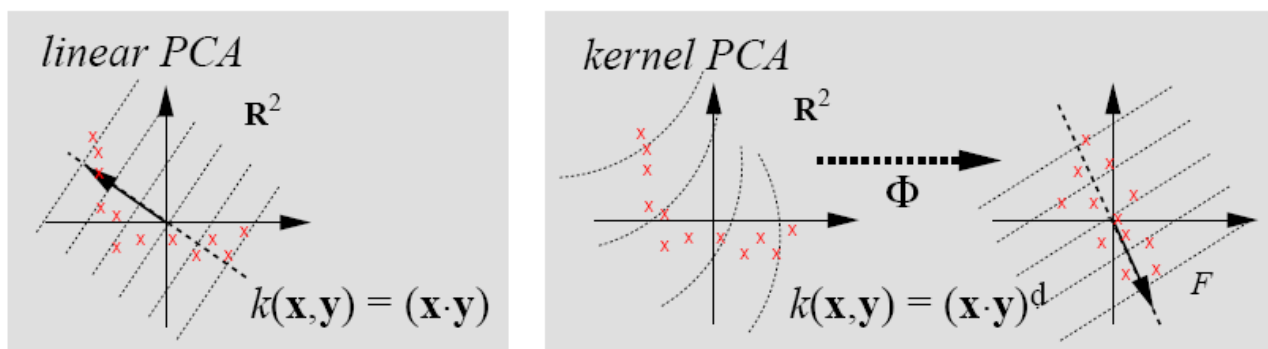 linear PCA
R²
k(x,y) = (x·y)
kernel PCA
R²
Φ
k(x,y) = (x·y)ᵈ
F